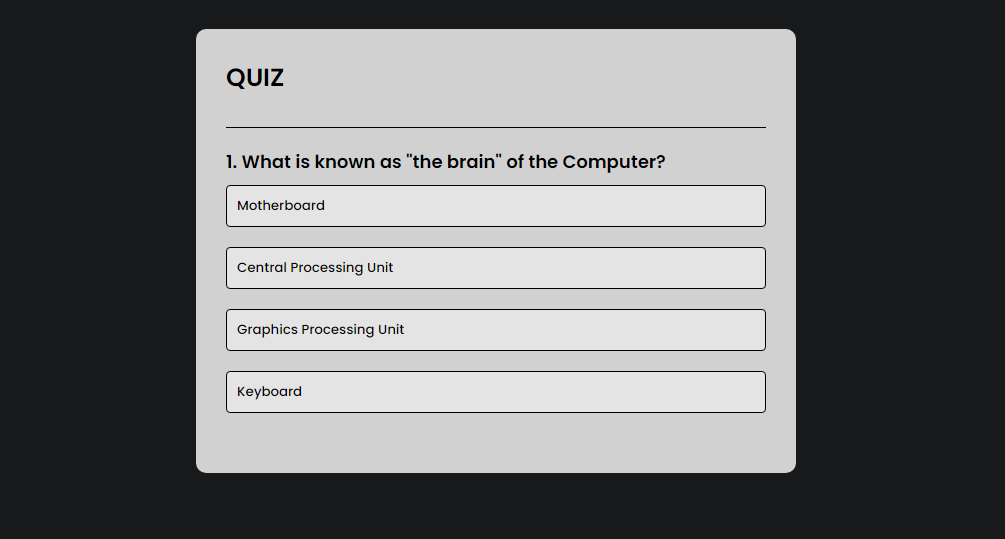 QUIZ
1. What is known as "the brain" of the Computer?
Motherboard
Central Processing Unit
Graphics Processing Unit
Keyboard